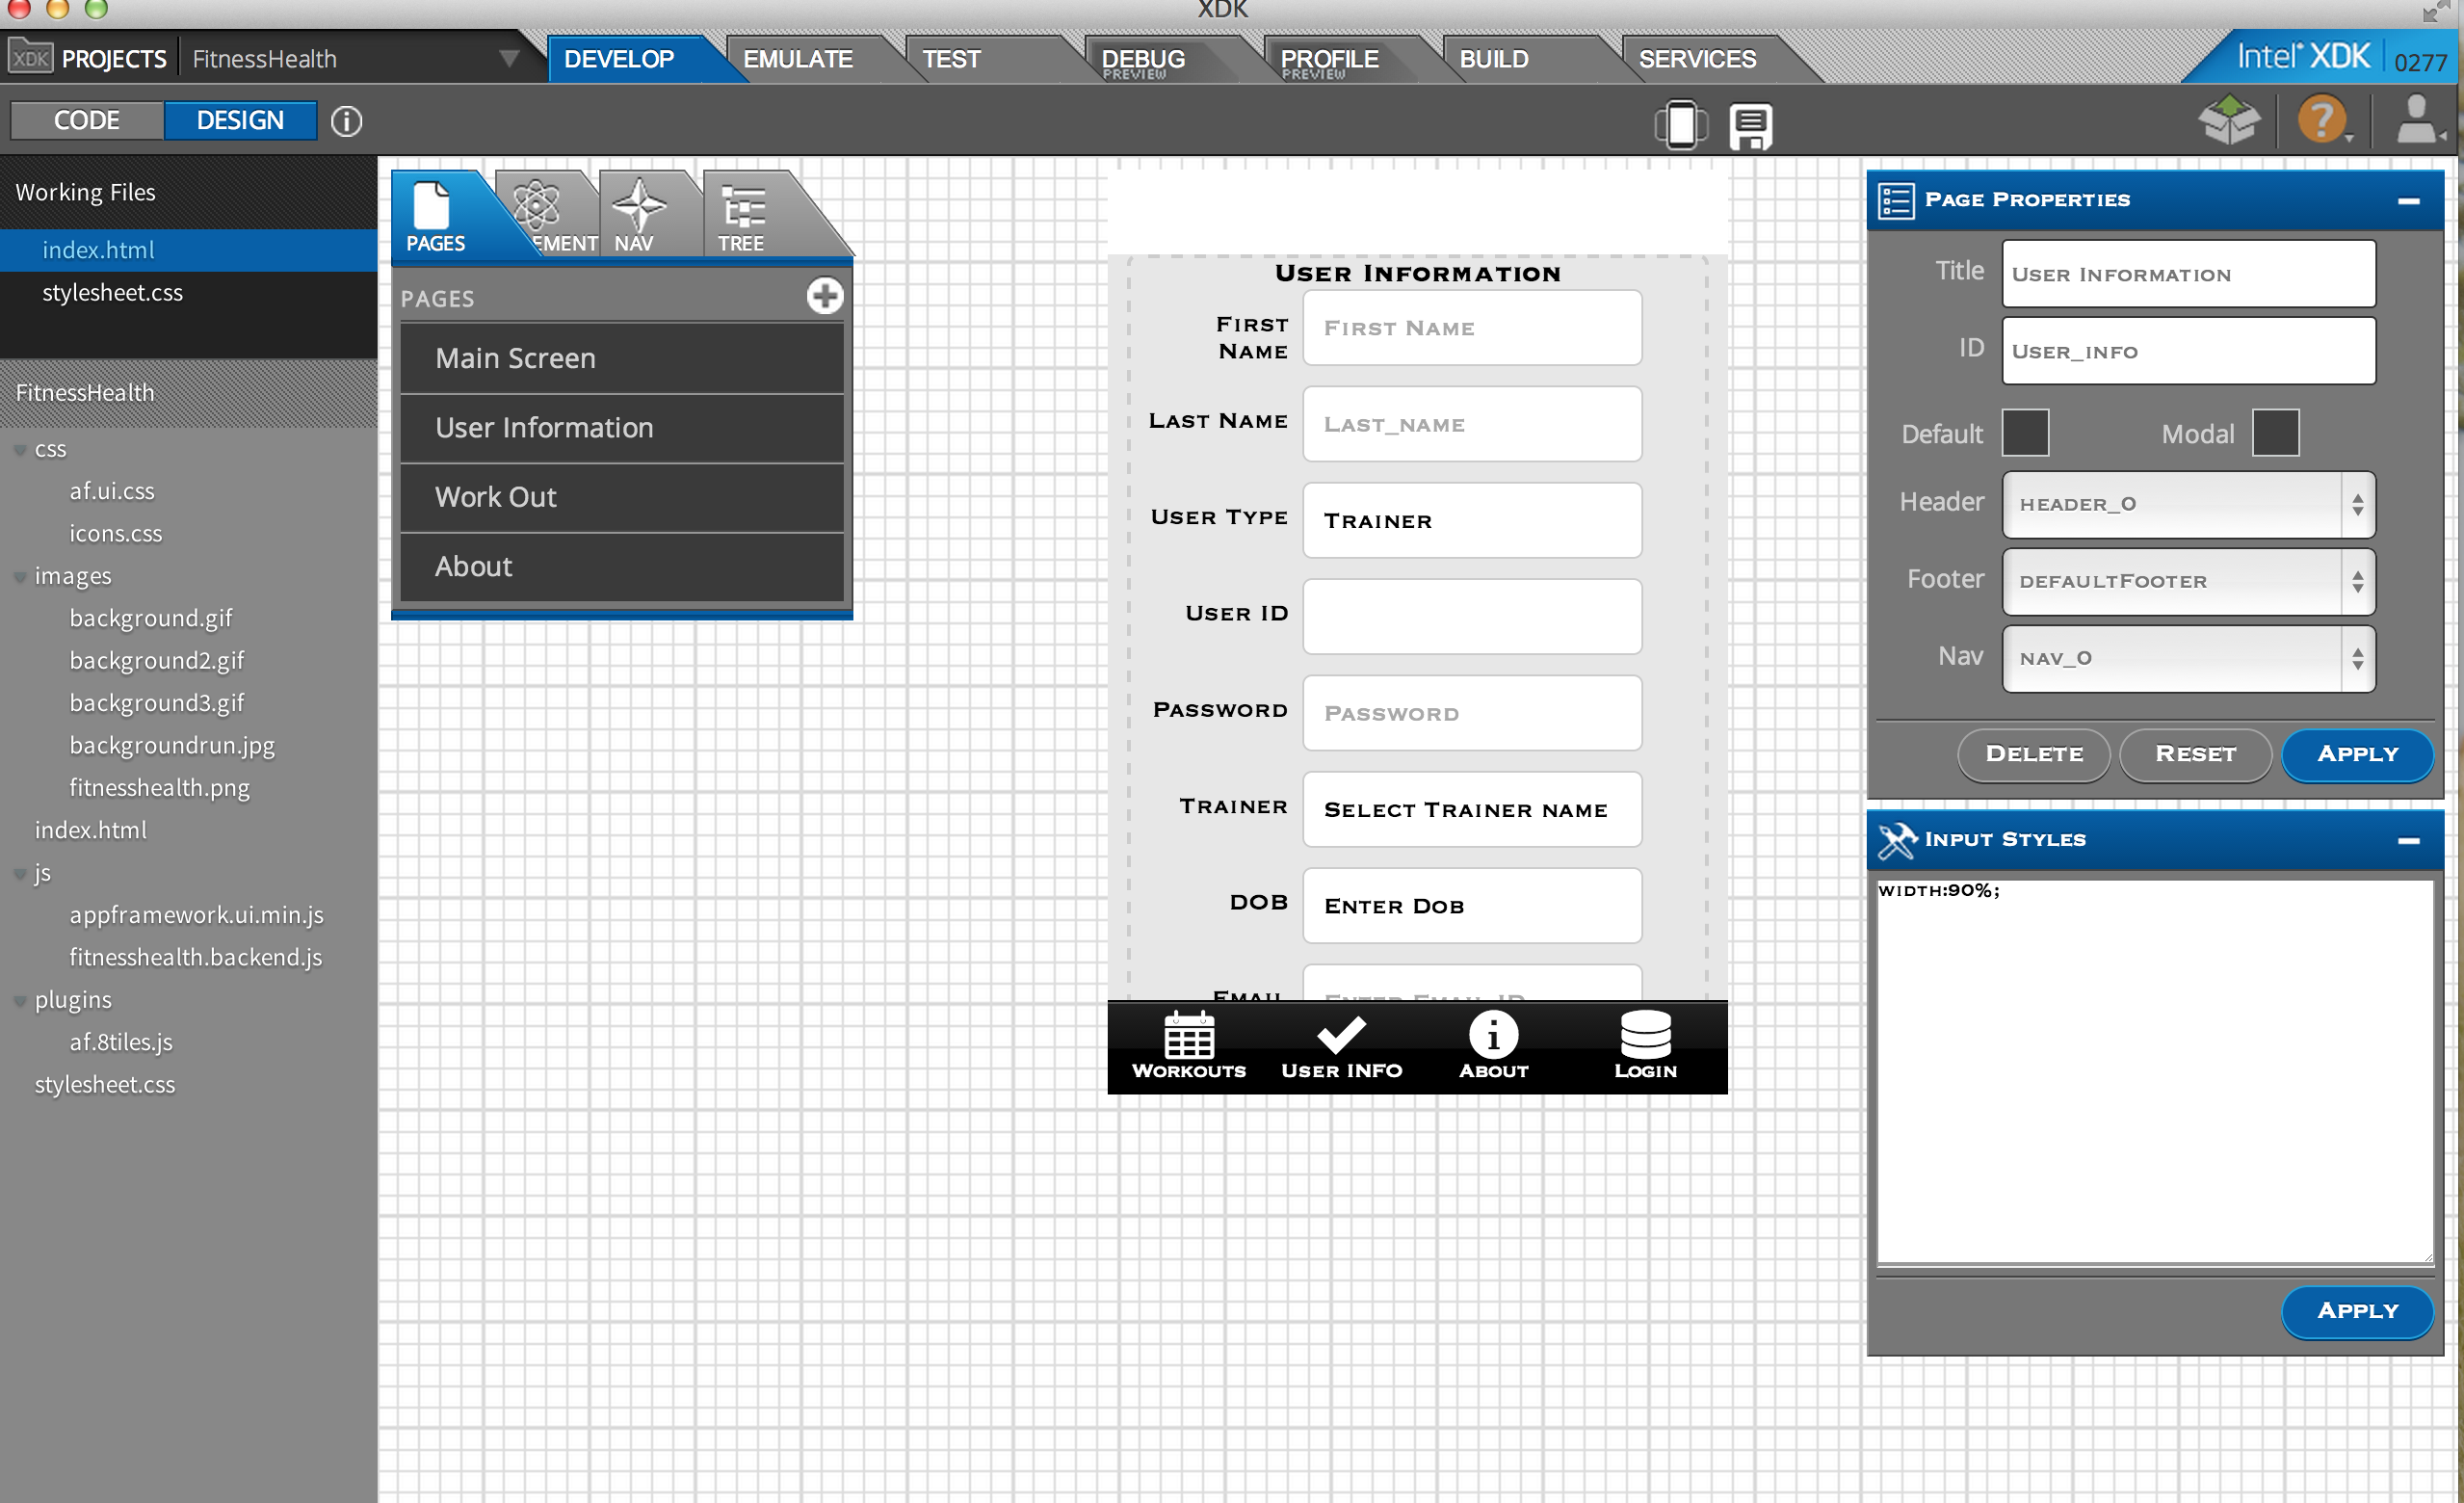 XDK
XDK PROJECTS FitnessHealth
DEVELOP EMULATE TEST DEBUG PREVIEW PROFILE PREVIEW BUILD SERVICES
Intel XDK 0277
CODE DESIGN
Working Files
index.html
stylesheet.css
FitnessHealth
css
af.ui.css
icons.css
images
background.gif
background2.gif
background3.gif
backgroundrun.jpg
fitnesshealth.png
index.html
js
appframework.ui.min.js
fitnesshealth.backend.js
plugins
af.8tiles.js
stylesheet.css
PAGES EMENT NAV TREE
PAGES
Main Screen
User Information
Work Out
About
User Information
First Name First Name
Last Name Last_name
User Type Trainer
User ID
Password Password
Trainer Select Trainer name
DOB Enter Dob
Email Enter Email ID
Workouts User INFO About Login
Page Properties
Title User Information
ID User_info
Default Modal
Header header_0
Footer defaultFooter
Nav nav_0
Delete Reset Apply
Input Styles
width:90%;
Apply